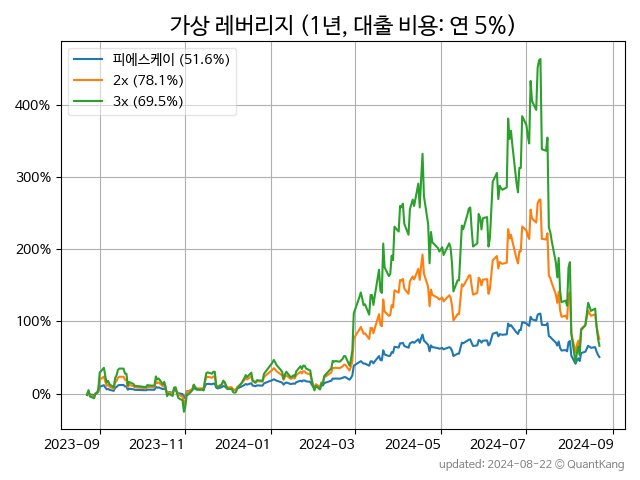 가상 레버리지 (1년, 대출 비용: 연 5%)
피에스케이 (51.6%)
2x (78.1%)
3x (69.5%)
400%
300%
200%
100%
0%
2023-09
2023-11
2024-01
2024-03
2024-05
2024-07
2024-09
updated: 2024-08-22 © QuantKang